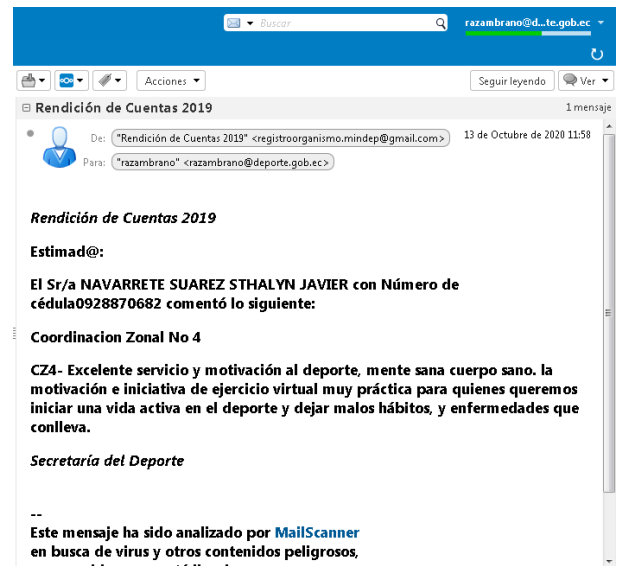 Buscar
razambrano@d...te.gob.ec
Acciones
Seguir leyendo
Ver
Rendición de Cuentas 2019
1 mensaje
De: "Rendición de Cuentas 2019" <registroorganismo.mindep@gmail.com>
13 de Octubre de 2020 11:58
Para: "razambrano" <razambrano@deporte.gob.ec>
Rendición de Cuentas 2019
Estimad@:
El Sr/a NAVARRETE SUAREZ STHALYN JAVIER con Número de
cédula0928870682 comentó lo siguiente:
Coordinacion Zonal No 4
CZ4- Excelente servicio y motivación al deporte, mente sana cuerpo sano. la
motivación e iniciativa de ejercicio virtual muy práctica para quienes queremos
iniciar una vida activa en el deporte y dejar malos hábitos, y enfermedades que
conlleva.
Secretaría del Deporte
--
Este mensaje ha sido analizado por MailScanner
en busca de virus y otros contenidos peligrosos,